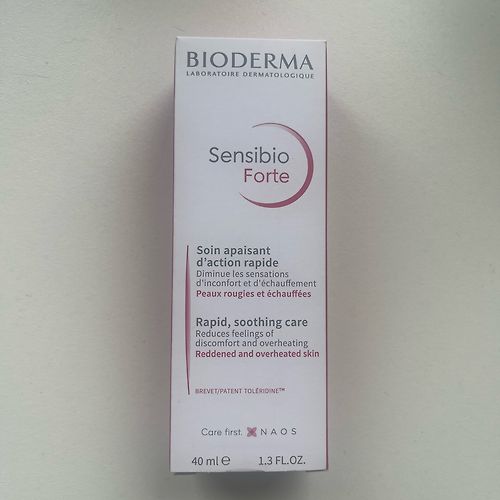 BIODERMA
LABORATOIRE DERMATOLOGIQUE
Sensibio
Forte
Soin apaisant
d'action rapide
Diminue les sensations
d'inconfort et d'échauffement
Peaux rougies et échauffées
Rapid, soothing care
Reduces feelings of
discomfort and overheating
Reddened and overheated skin
BREVET/PATENT TOLÉRIDINE™
Care first. NAOS
40 ml ℮ 1.3 FL.OZ.